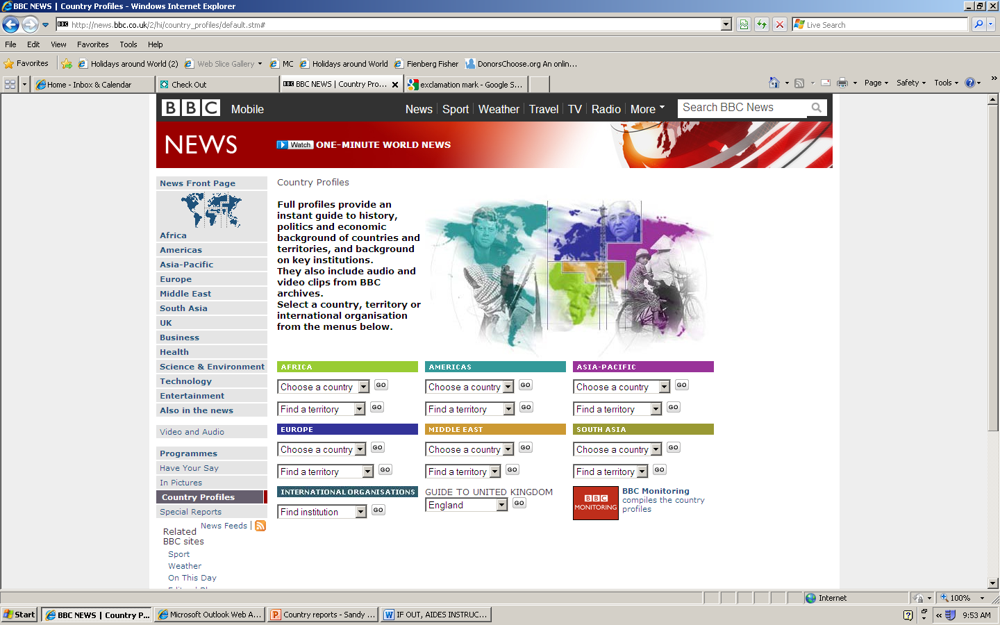 BBC NEWS | Country Profiles - Windows Internet Explorer
BBC http://news.bbc.co.uk/2/hi/country_profiles/default.stm#
Live Search
File Edit View Favorites Tools Help
Favorites Holidays around World (2) Web Slice Gallery MC Holidays around World Fienberg Fisher DonorsChoose.org An onlin...
Home - Inbox & Calendar Check Out BBC BBC NEWS | Country Pro... exclamation mark - Google S... Page Safety Tools
BBC Mobile News Sport Weather Travel TV Radio More Search BBC News
NEWS Watch ONE-MINUTE WORLD NEWS
News Front Page
Africa
Americas
Asia-Pacific
Europe
Middle East
South Asia
UK
Business
Health
Science & Environment
Technology
Entertainment
Also in the news
Video and Audio
Programmes
Have Your Say
In Pictures
Country Profiles
Special Reports
News Feeds |
Related
BBC sites
Sport
Weather
On This Day
Country Profiles
Full profiles provide an
instant guide to history,
politics and economic
background of countries and
territories, and background
on key institutions.
They also include audio and
video clips from BBC
archives.
Select a country, territory or
international organisation
from the menus below.
AFRICA AMERICAS ASIA-PACIFIC
Choose a country GO Choose a country GO Choose a country GO
Find a territory GO Find a territory GO Find a territory GO
EUROPE MIDDLE EAST SOUTH ASIA
Choose a country GO Choose a country GO Choose a country GO
Find a territory GO Find a territory GO Find a territory GO
INTERNATIONAL ORGANISATIONS GUIDE TO UNITED KINGDOM
Find institution GO England GO
BBC
MONITORING
BBC Monitoring
compiles the country
profiles
Internet 100%
Start BBC NEWS | Country P... Microsoft Outlook Web A... Country reports - Sandy ... IF OUT, AIDES INSTRUC... 9:53 AM